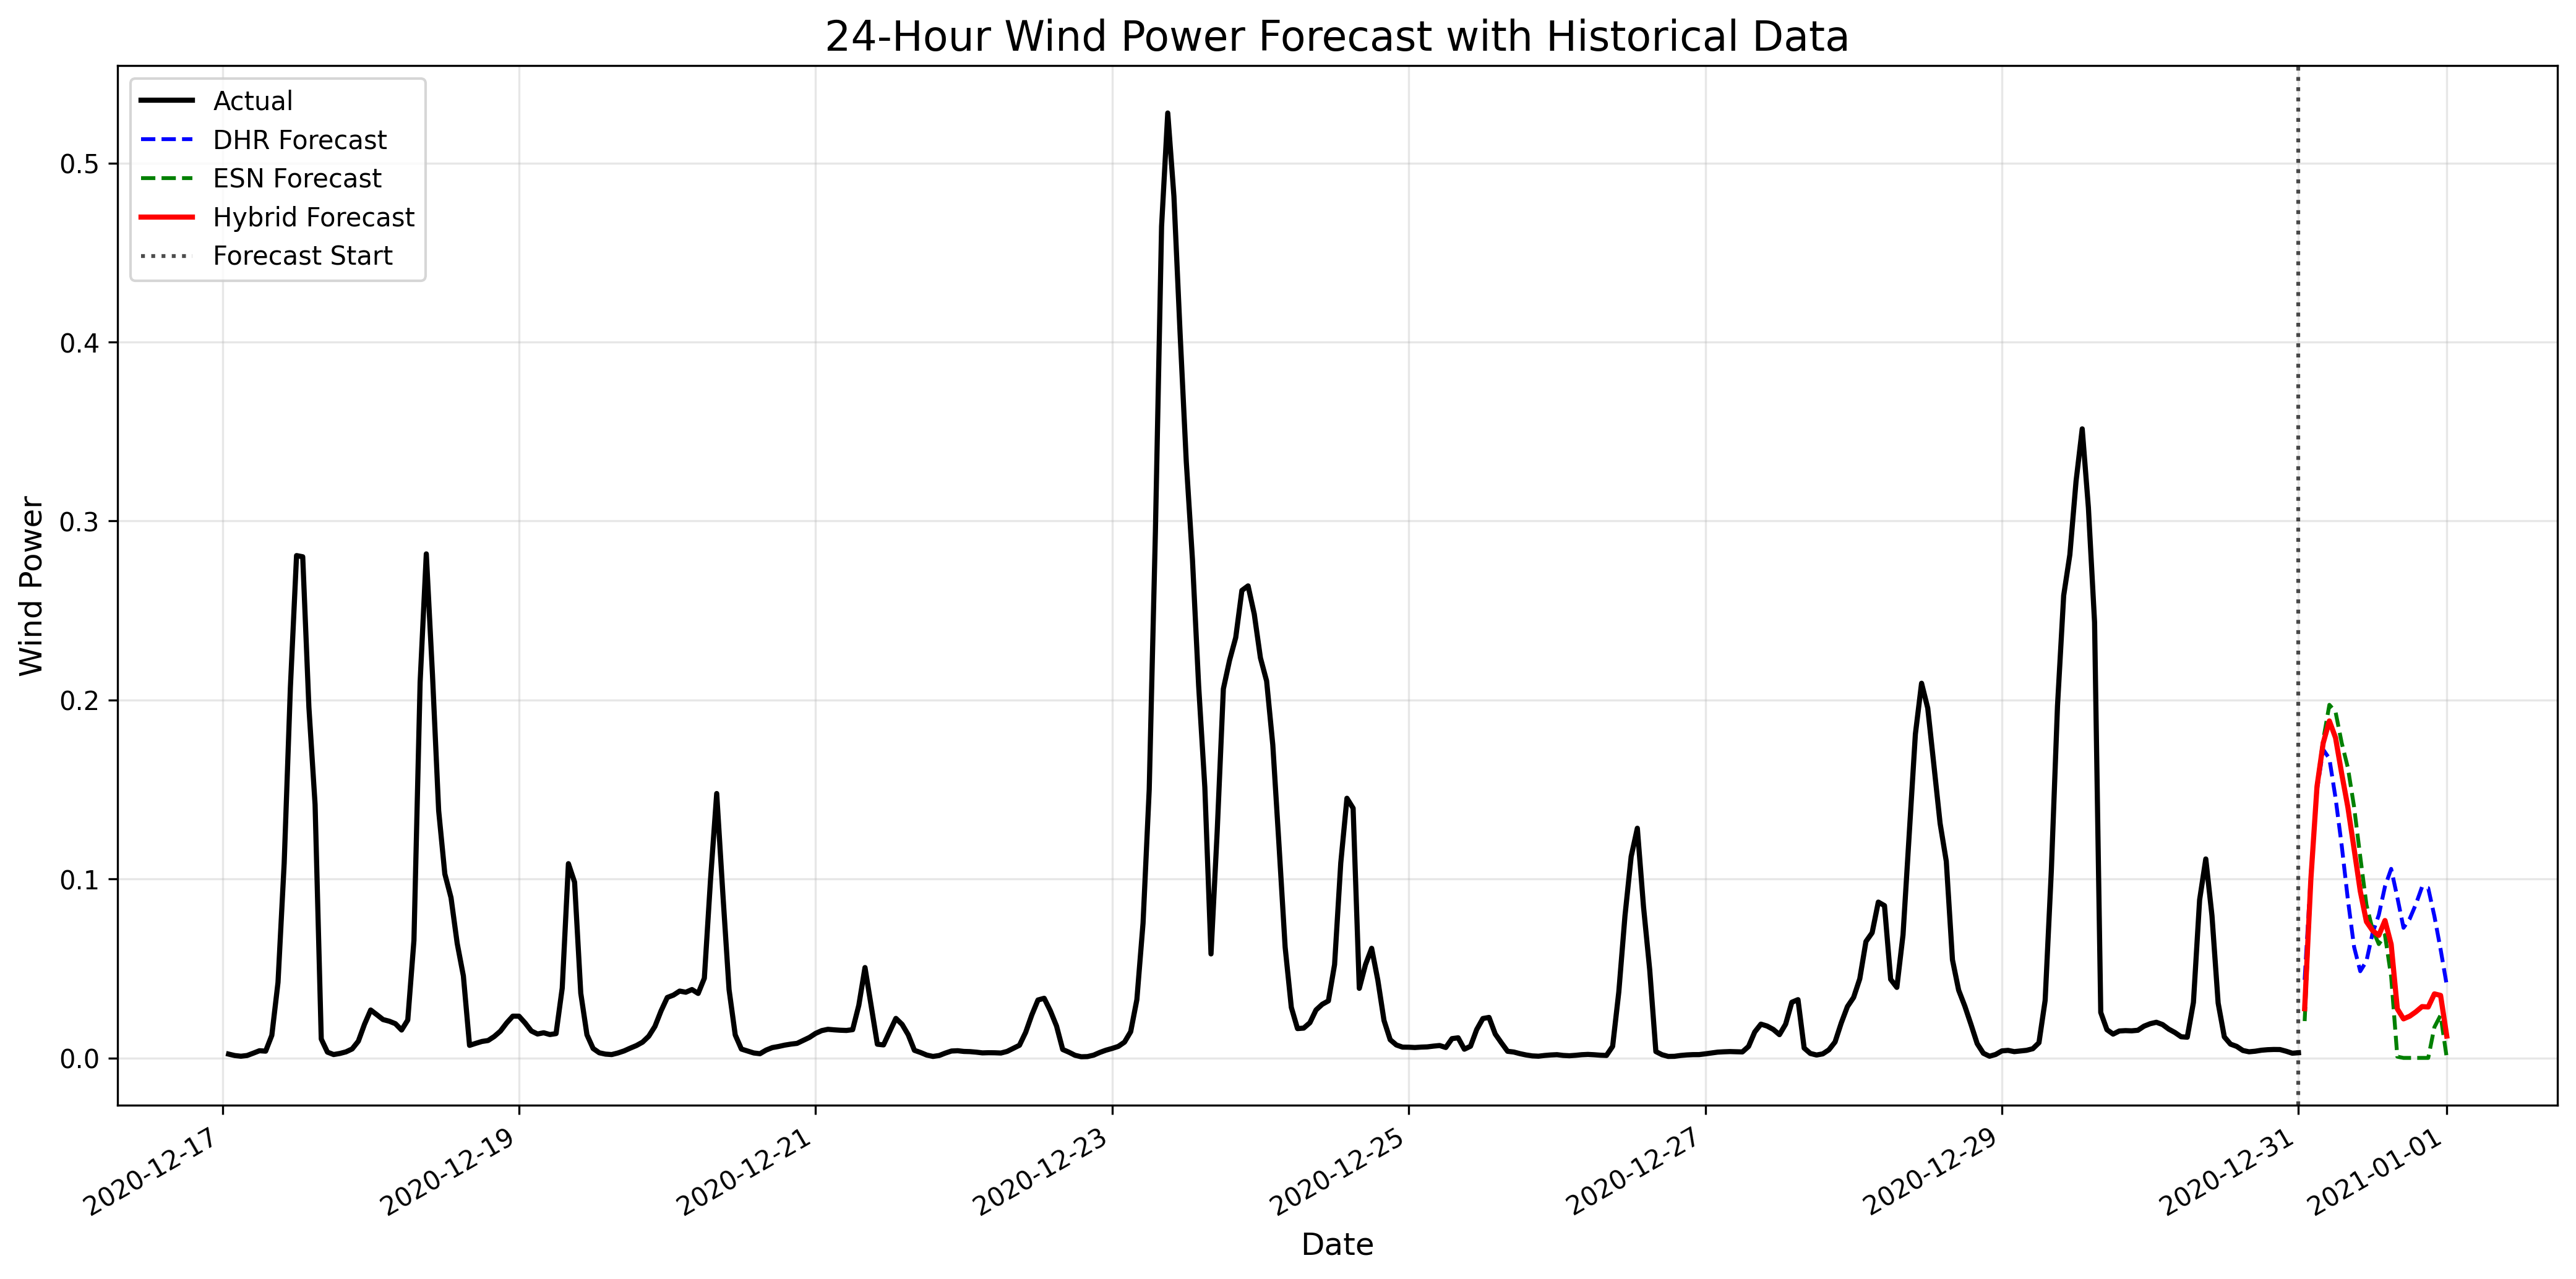 24-Hour Wind Power Forecast with Historical Data
Actual
DHR Forecast
ESN Forecast
Hybrid Forecast
Forecast Start
Wind Power
0.5
0.4
0.3
0.2
0.1
0.0
2020-12-17
2020-12-19
2020-12-21
2020-12-23
2020-12-25
2020-12-27
2020-12-29
2020-12-31
2021-01-01
Date